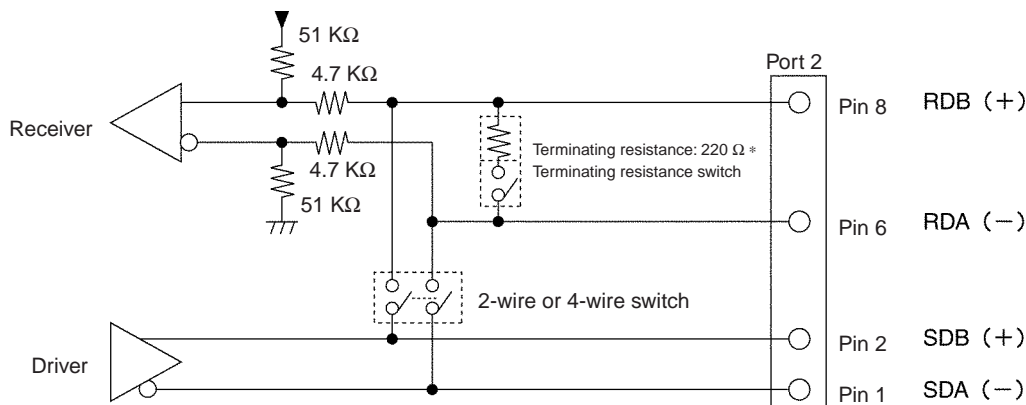 51 KΩ
4.7 KΩ
Port 2
Receiver
Pin 8 RDB (+)
Terminating resistance: 220 Ω *
Terminating resistance switch
4.7 KΩ
51 KΩ
Pin 6 RDA (−)
2-wire or 4-wire switch
Driver
Pin 2 SDB (+)
Pin 1 SDA (−)